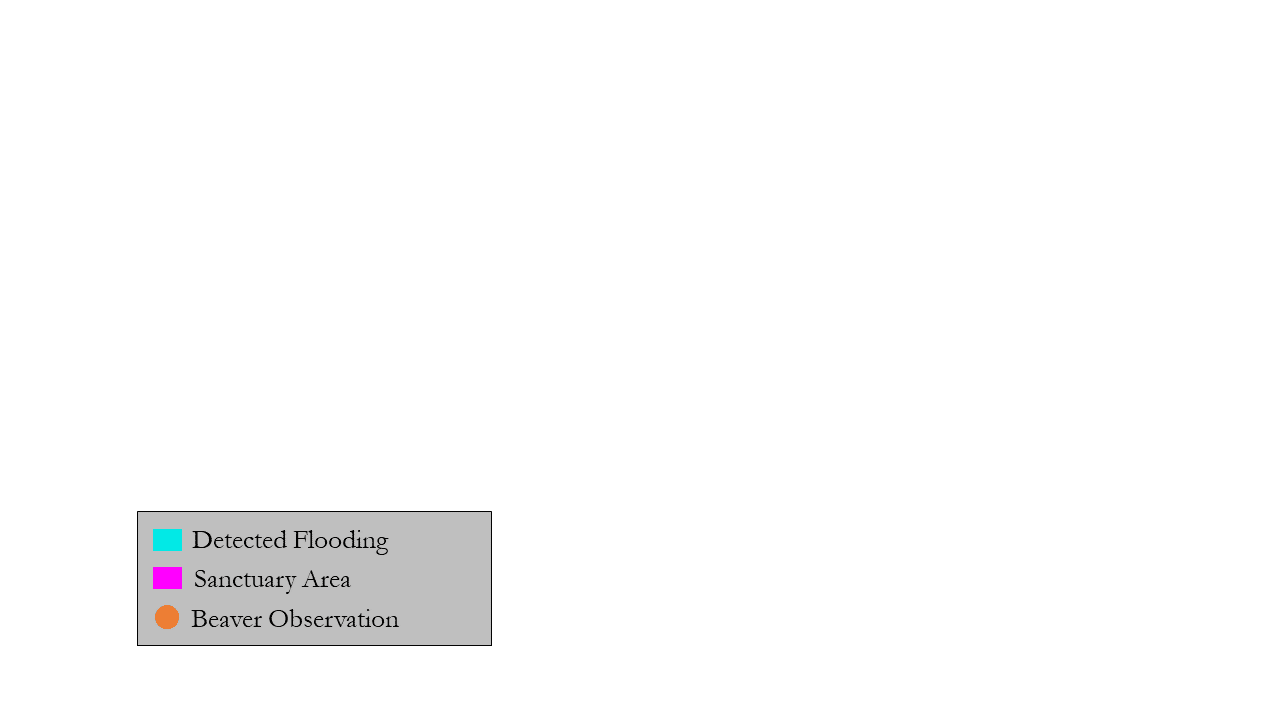 Detected Flooding
Sanctuary Area
Beaver Observation